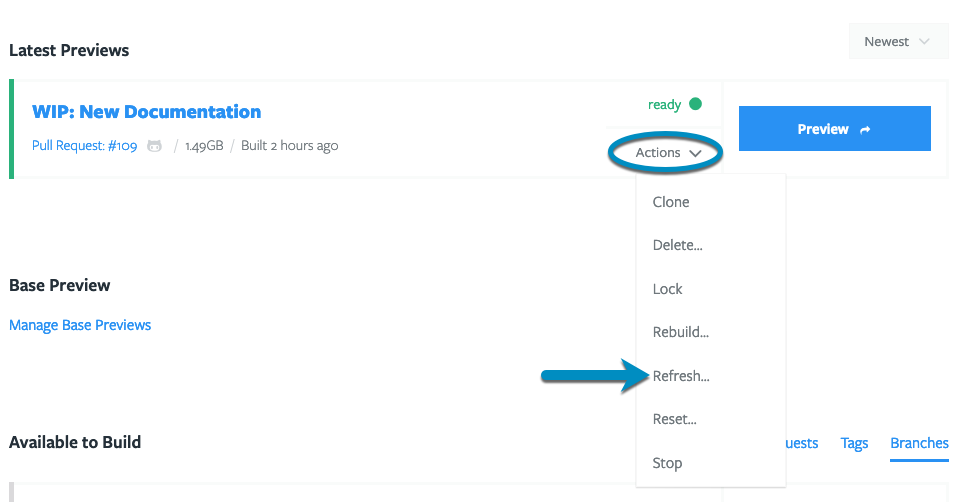 Newest
Latest Previews
WIP: New Documentation
ready
Preview
Pull Request: #109 / 1.49GB / Built 2 hours ago
Actions
Clone
Delete...
Lock
Rebuild...
Refresh...
Reset...
Stop
Base Preview
Manage Base Previews
Available to Build
Tags Branches